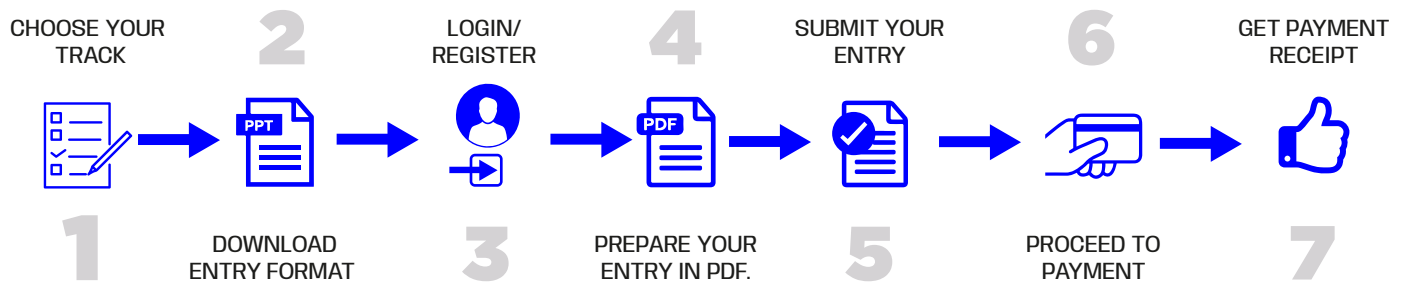 CHOOSE YOUR
TRACK
1
2
PPT
DOWNLOAD
ENTRY FORMAT
LOGIN/
REGISTER
3
4
PDF
PREPARE YOUR
ENTRY IN PDF.
SUBMIT YOUR
ENTRY
5
6
PROCEED TO
PAYMENT
GET PAYMENT
RECEIPT
7